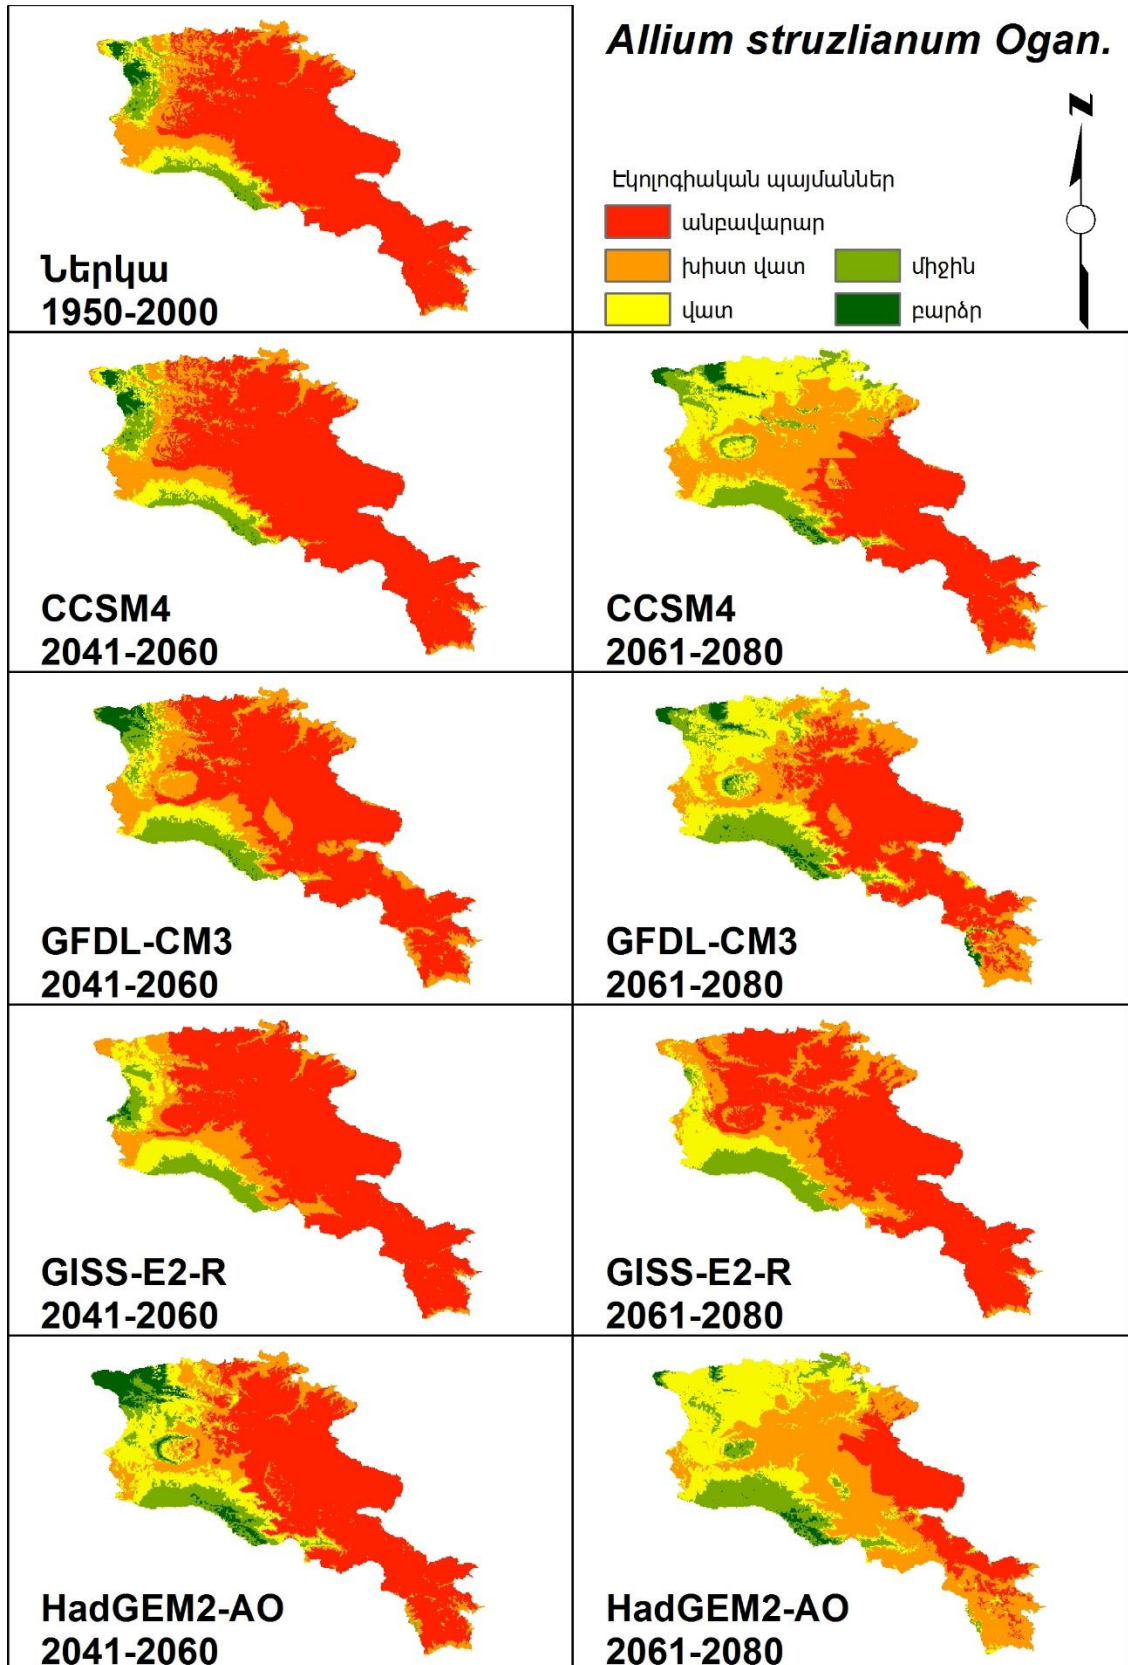 Allium struzlianum Ogan.
N
Էկոլոգիական պայմաններ
անբավարար
խիստ վատ
միջին
վատ
բարձր
Ներկա
1950-2000
CCSM4
2041-2060
CCSM4
2061-2080
GFDL-CM3
2041-2060
GFDL-CM3
2061-2080
GISS-E2-R
2041-2060
GISS-E2-R
2061-2080
HadGEM2-AO
2041-2060
HadGEM2-AO
2061-2080